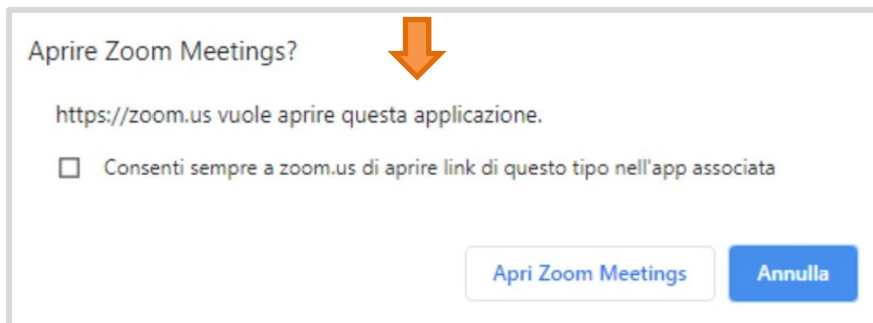 Aprire Zoom Meetings?
https://zoom.us vuole aprire questa applicazione.
Consenti sempre a zoom.us di aprire link di questo tipo nell'app associata
Apri Zoom Meetings
Annulla